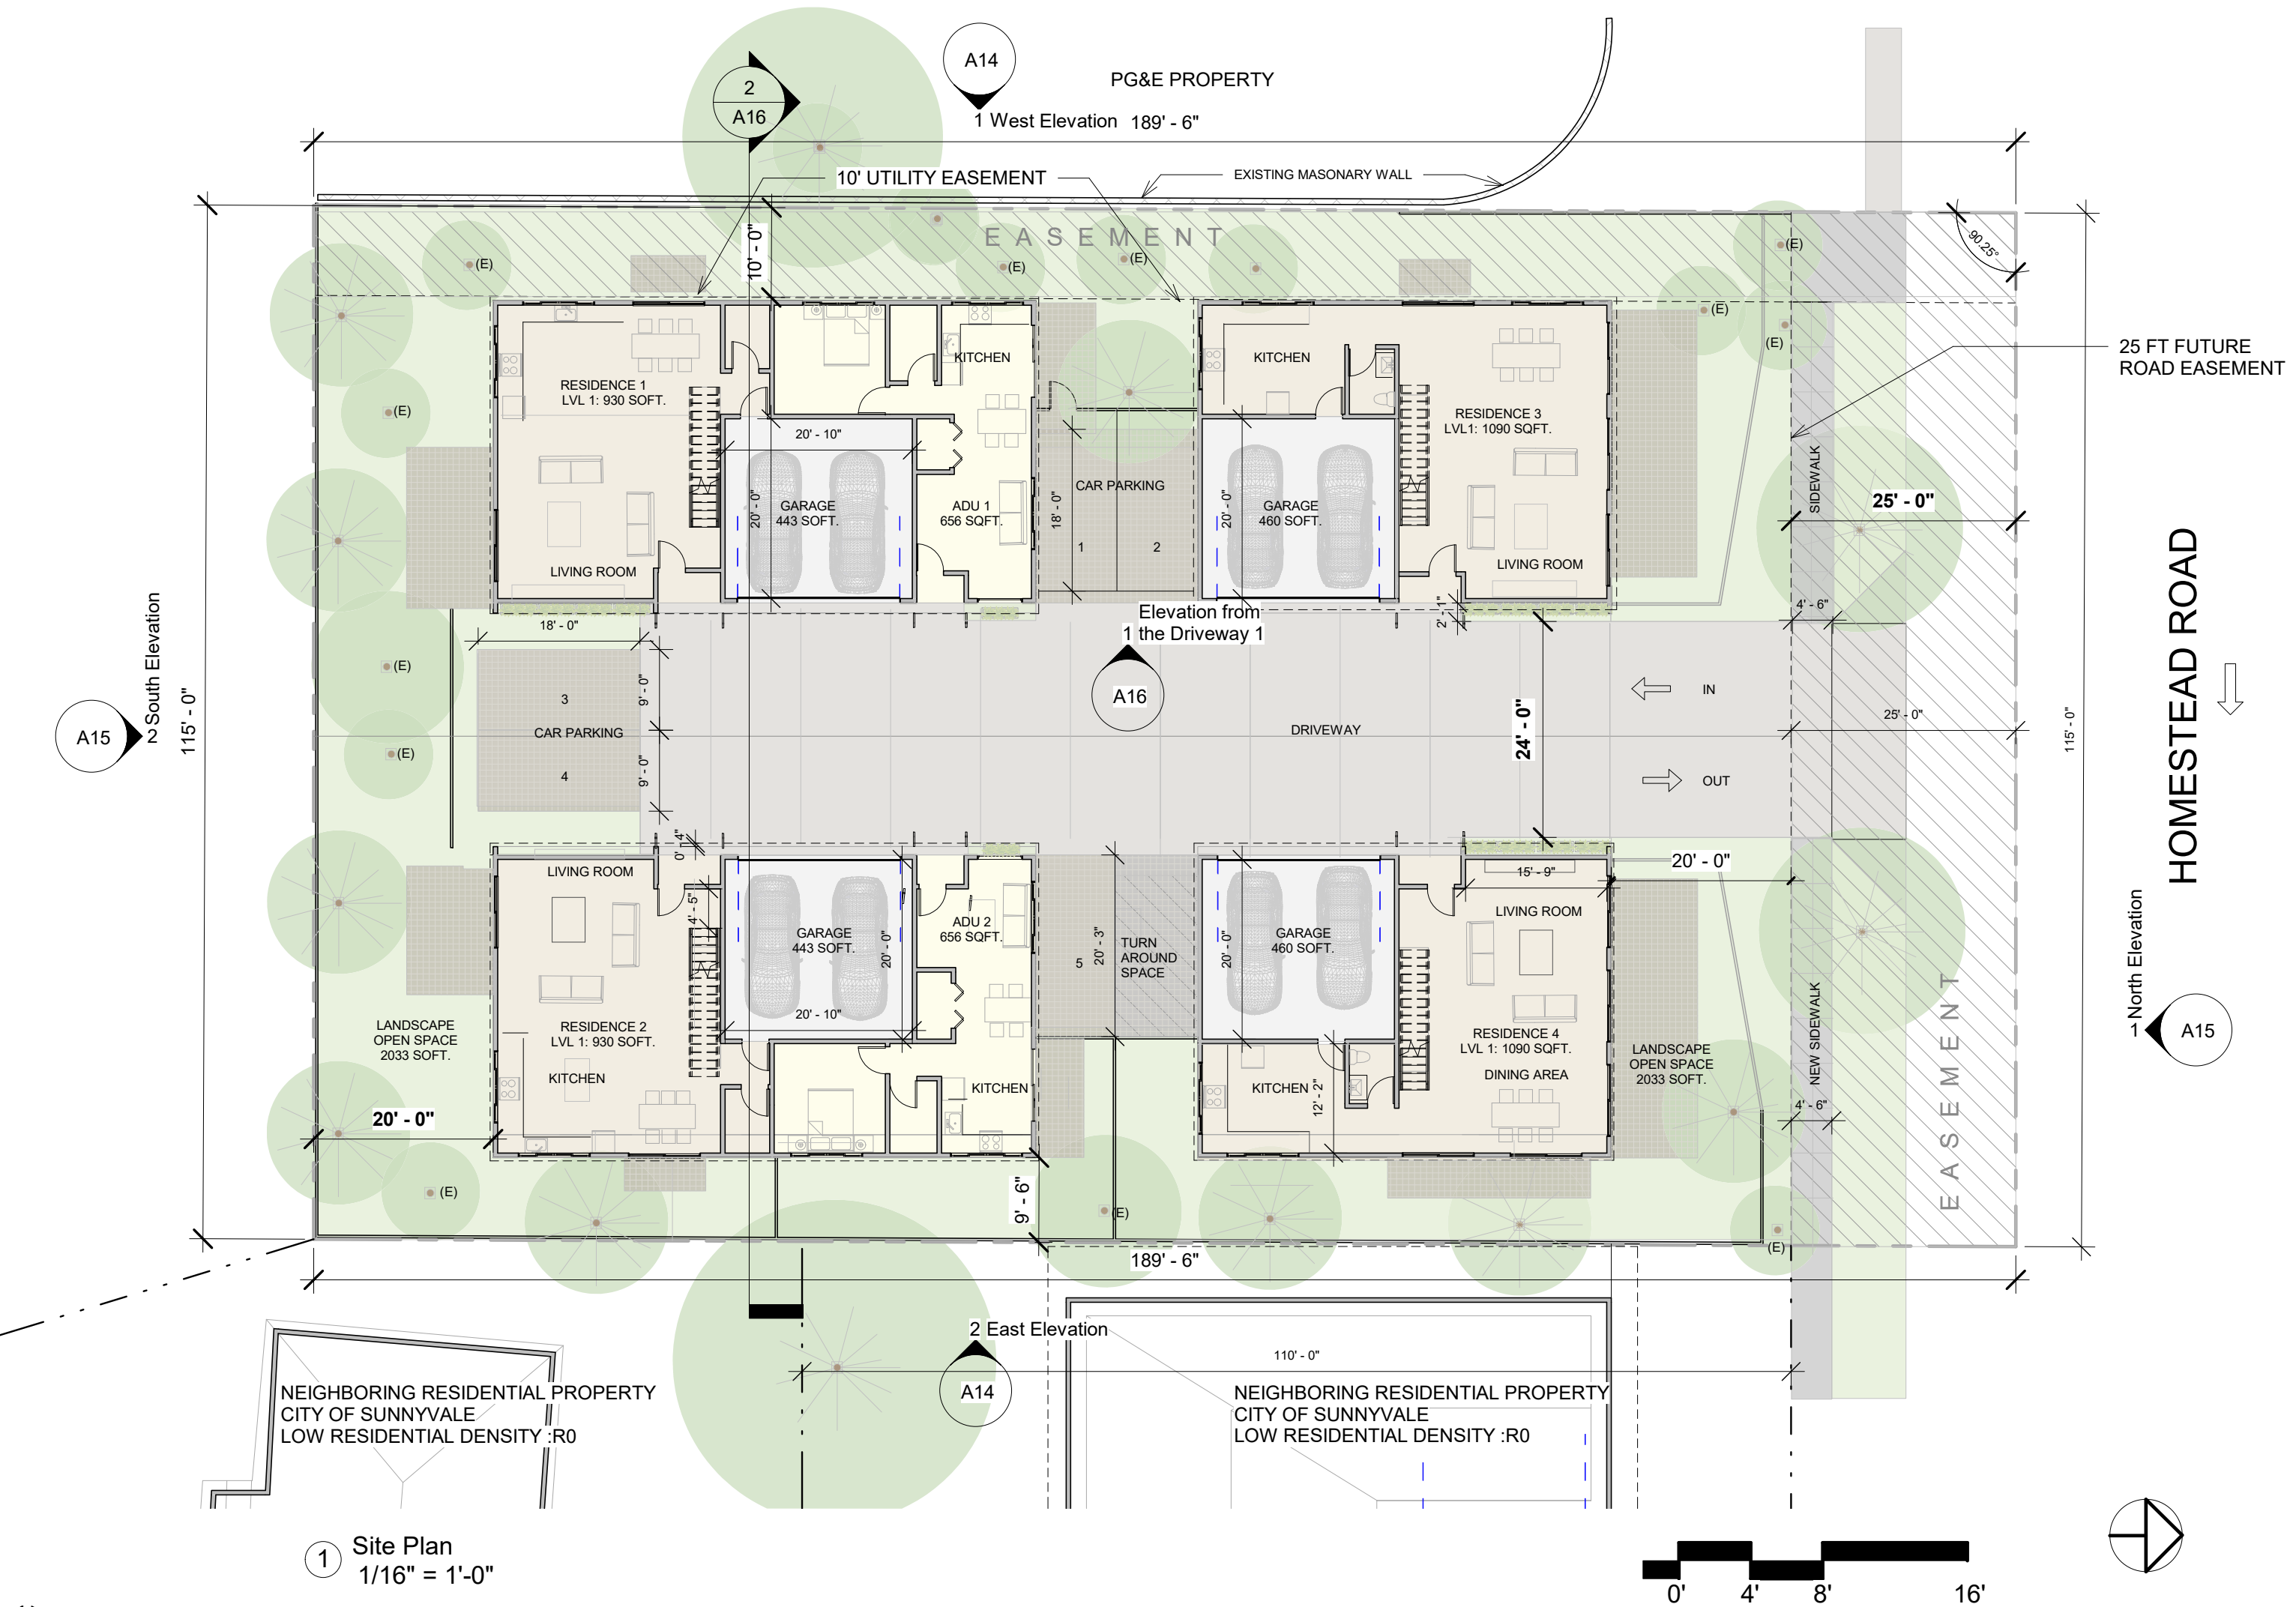 A14
PG&E PROPERTY
2
A16
1 West Elevation 189' - 6"
10' UTILITY EASEMENT
EXISTING MASONARY WALL
EASEMENT
10' - 0"
90.25°
(E)
(E)
(E)
(E)
(E)
(E)
(E)
25 FT FUTURE
ROAD EASEMENT
KITCHEN
KITCHEN
RESIDENCE 1
LVL 1: 930 SOFT.
RESIDENCE 3
LVL1: 1090 SQFT.
20' - 10"
20' - 0"
GARAGE
443 SOFT.
ADU 1
656 SQFT.
18' - 0"
CAR PARKING
1
2
20' - 0"
GARAGE
460 SOFT.
SIDEWALK
25' - 0"
LIVING ROOM
LIVING ROOM
Elevation from
1 the Driveway 1
A16
2' - 1"
4' - 6"
18' - 0"
HOMESTEAD ROAD
2 South Elevation
A15
115' - 0"
(E)
(E)
3
CAR PARKING
4
9' - 0"
9' - 0"
DRIVEWAY
24' - 0"
IN
OUT
25' - 0"
115' - 0"
0' 4"
LIVING ROOM
4' - 5"
GARAGE
443 SOFT.
20' - 0"
20' - 10"
ADU 2
656 SQFT.
5
20' - 3"
TURN
AROUND
SPACE
20' - 0"
GARAGE
460 SOFT.
15' - 9"
LIVING ROOM
20' - 0"
1 North Elevation
A15
LANDSCAPE
OPEN SPACE
2033 SOFT.
RESIDENCE 2
LVL 1: 930 SOFT.
KITCHEN
KITCHEN
KITCHEN
12' - 2"
RESIDENCE 4
LVL 1: 1090 SQFT.
DINING AREA
LANDSCAPE
OPEN SPACE
2033 SOFT.
NEW SIDEWALK
4' - 6"
EASEMENT
20' - 0"
(E)
9' - 6"
(E)
(E)
189' - 6"
2 East Elevation
A14
110' - 0"
NEIGHBORING RESIDENTIAL PROPERTY
CITY OF SUNNYVALE
LOW RESIDENTIAL DENSITY :R0
NEIGHBORING RESIDENTIAL PROPERTY
CITY OF SUNNYVALE
LOW RESIDENTIAL DENSITY :R0
1
Site Plan
1/16" = 1'-0"
0' 4' 8' 16'